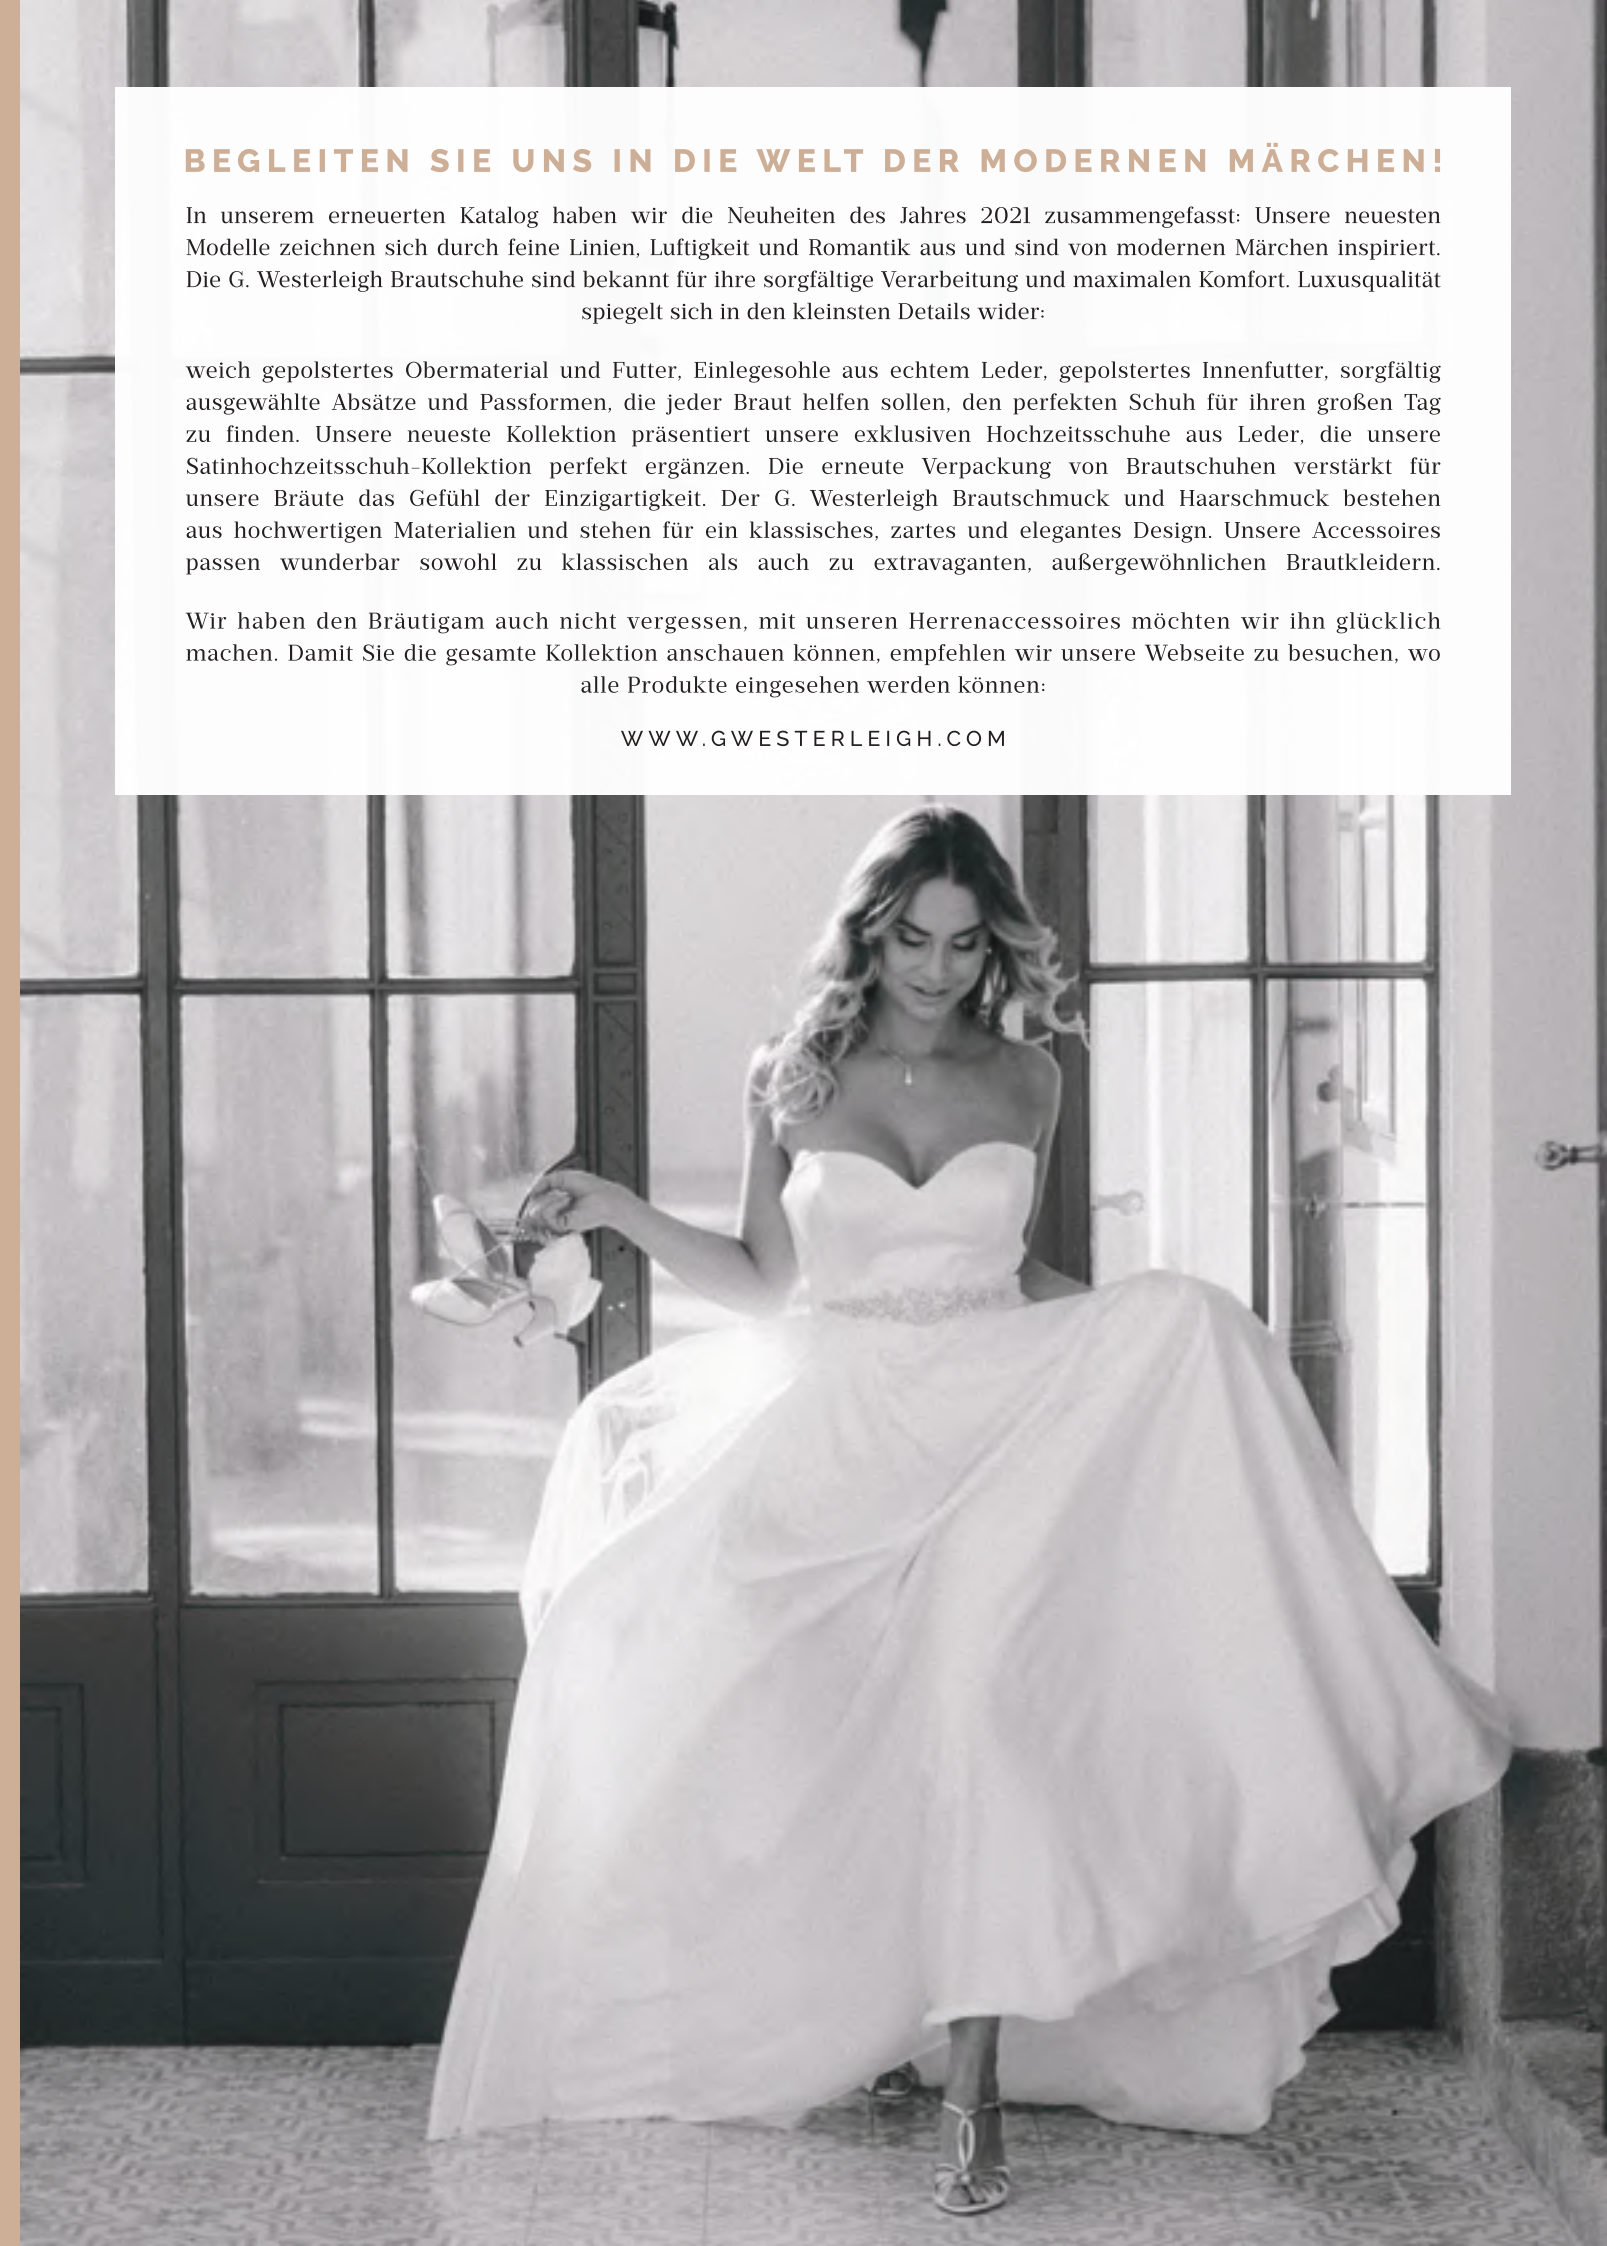 BEGLEITEN SIE UNS IN DIE WELT DER MODERNEN MÄRCHEN!
In unserem erneuerten Katalog haben wir die Neuheiten des Jahres 2021 zusammengefasst: Unsere neuesten
Modelle zeichnen sich durch feine Linien, Luftigkeit und Romantik aus und sind von modernen Märchen inspiriert.
Die G. Westerleigh Brautschuhe sind bekannt für ihre sorgfältige Verarbeitung und maximalen Komfort. Luxusqualität
spiegelt sich in den kleinsten Details wider:
weich gepolstertes Obermaterial und Futter, Einlegesohle aus echtem Leder, gepolstertes Innenfutter, sorgfältig
ausgewählte Absätze und Passformen, die jeder Braut helfen sollen, den perfekten Schuh für ihren großen Tag
zu finden. Unsere neueste Kollektion präsentiert unsere exklusiven Hochzeitsschuhe aus Leder, die unsere
Satinhochzeitsschuh-Kollektion perfekt ergänzen. Die erneute Verpackung von Brautschuhen verstärkt für
unsere Bräute das Gefühl der Einzigartigkeit. Der G. Westerleigh Brautschmuck und Haarschmuck bestehen
aus hochwertigen Materialien und stehen für ein klassisches, zartes und elegantes Design. Unsere Accessoires
passen wunderbar sowohl zu klassischen als auch zu extravaganten, außergewöhnlichen Brautkleidern.
Wir haben den Bräutigam auch nicht vergessen, mit unseren Herrenaccessoires möchten wir ihn glücklich
machen. Damit Sie die gesamte Kollektion anschauen können, empfehlen wir unsere Webseite zu besuchen, wo
alle Produkte eingesehen werden können:
WWW.GWESTERLEIGH.COM